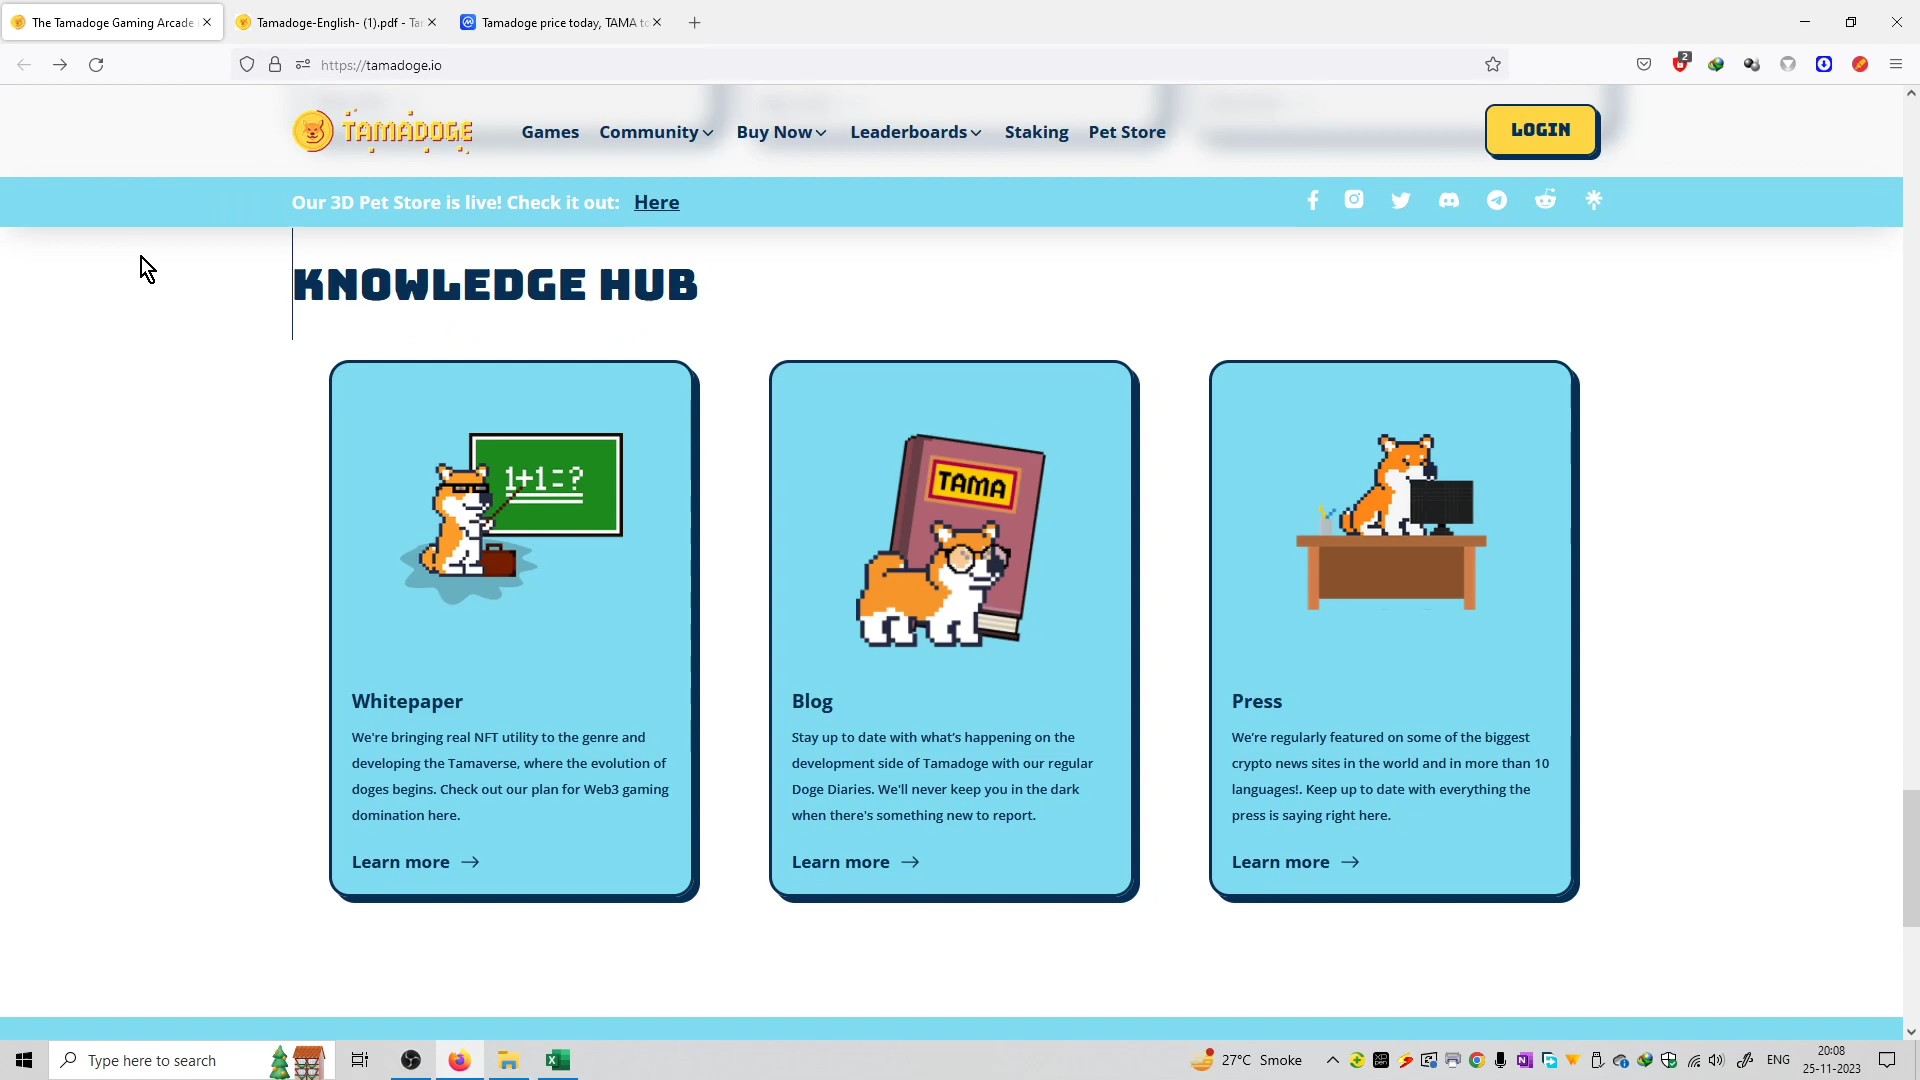 The Tamadoge Gaming Arcade
Tamadoge-English- (1).pdf - Tam
Tamadoge price today, TAMA to
https://tamadoge.io
2
TAMADOGE
Games
Community
Buy Now
Leaderboards
Staking
Pet Store
LOGIN
Our 3D Pet Store is live! Check it out: Here
KNOWLEDGE HUB
1+1=?
TAMA
Whitepaper
We're bringing real NFT utility to the genre and
developing the Tamaverse, where the evolution of
doges begins. Check out our plan for Web3 gaming
domination here.
Learn more
Blog
Stay up to date with what's happening on the
development side of Tamadoge with our regular
Doge Diaries. We'll never keep you in the dark
when there's something new to report.
Learn more
Press
We're regularly featured on some of the biggest
crypto news sites in the world and in more than 10
languages!. Keep up to date with everything the
press is saying right here.
Learn more
Type here to search
27°C Smoke
ENG
20:08
25-11-2023